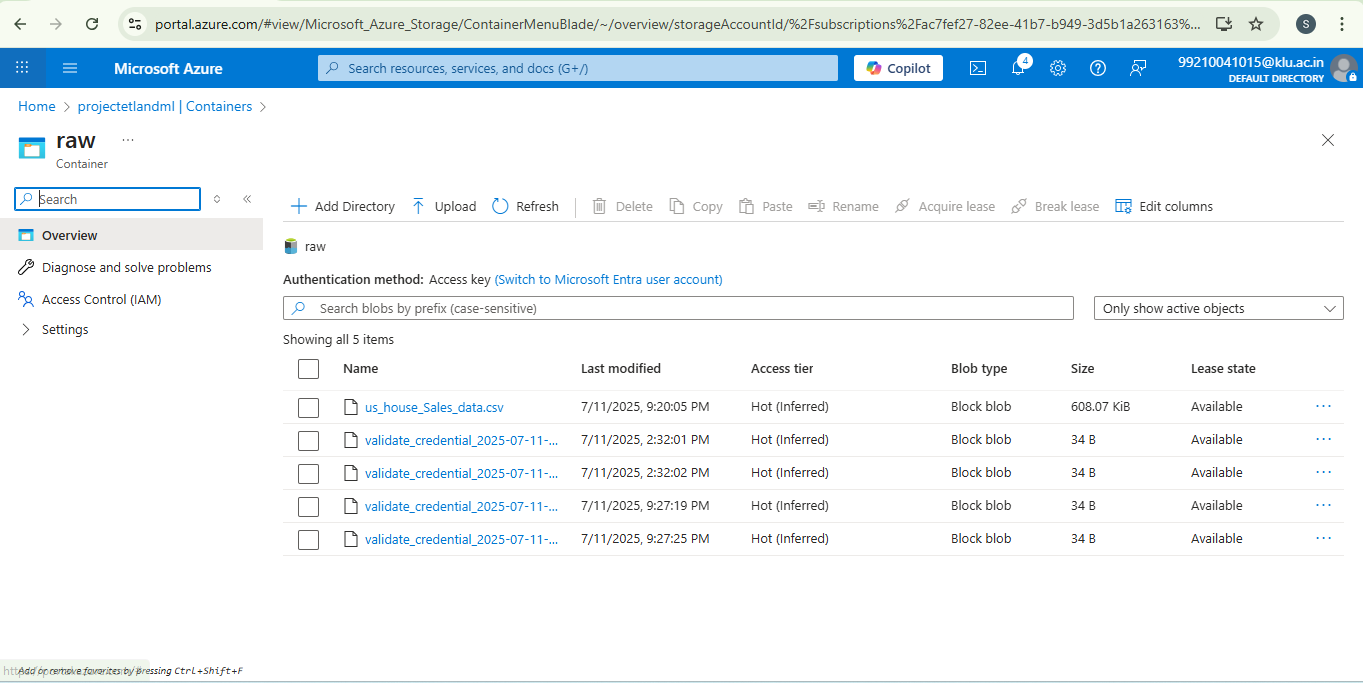 portal.azure.com/#view/Microsoft_Azure_Storage/ContainerMenuBlade/~/overview/storageAccountId/%2Fsubscriptions%2Fac7fef27-82ee-41b7-b949-3d5b1a263163%... S
Microsoft Azure Search resources, services, and docs (G+/) Copilot 4 99210041015@klu.ac.in
DEFAULT DIRECTORY
Home > projectetlandml | Containers >
raw ...
Container
Search
Add Directory Upload Refresh Delete Copy Paste Rename Acquire lease Break lease Edit columns
Overview
Diagnose and solve problems
Access Control (IAM)
Settings
raw
Authentication method: Access key (Switch to Microsoft Entra user account)
Search blobs by prefix (case-sensitive) Only show active objects
Showing all 5 items
Name Last modified Access tier Blob type Size Lease state
us_house_Sales_data.csv 7/11/2025, 9:20:05 PM Hot (Inferred) Block blob 608.07 KiB Available ...
validate_credential_2025-07-11-... 7/11/2025, 2:32:01 PM Hot (Inferred) Block blob 34 B Available ...
validate_credential_2025-07-11-... 7/11/2025, 2:32:02 PM Hot (Inferred) Block blob 34 B Available ...
validate_credential_2025-07-11-... 7/11/2025, 9:27:19 PM Hot (Inferred) Block blob 34 B Available ...
validate_credential_2025-07-11-... 7/11/2025, 9:27:25 PM Hot (Inferred) Block blob 34 B Available ...
Add or remove favorites by pressing Ctrl+Shift+F